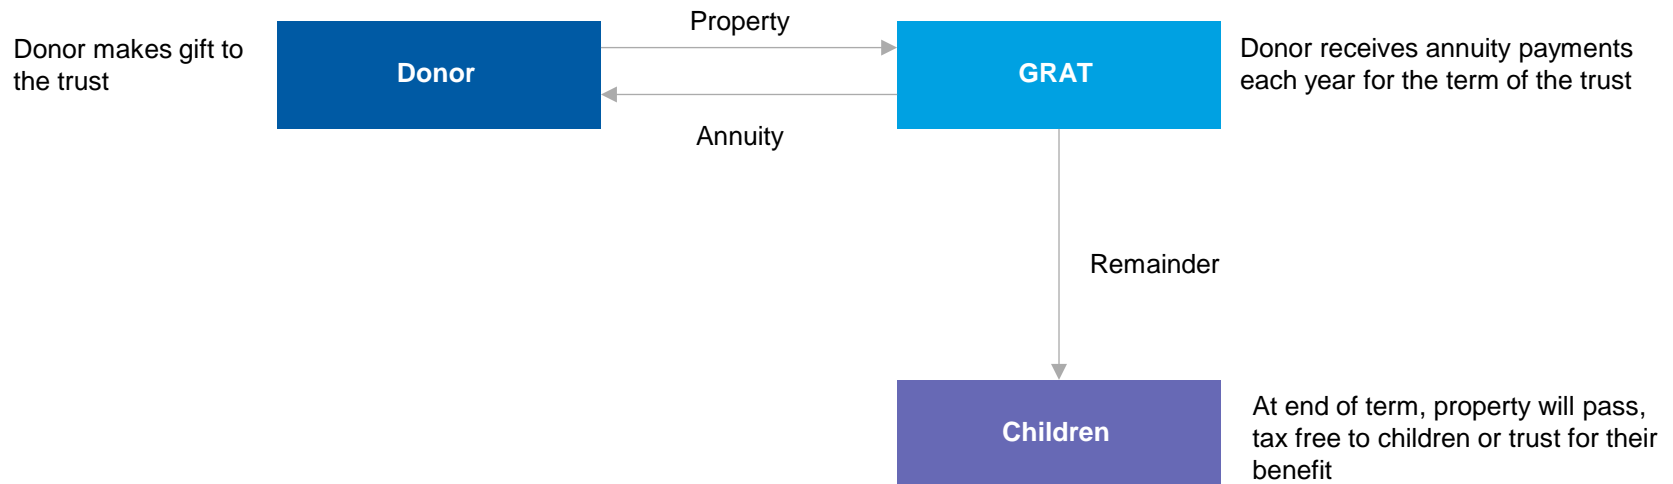 Donor makes gift to
the trust
Donor
Property
Annuity
GRAT
Donor receives annuity payments
each year for the term of the trust
Remainder
Children
At end of term, property will pass,
tax free to children or trust for their
benefit